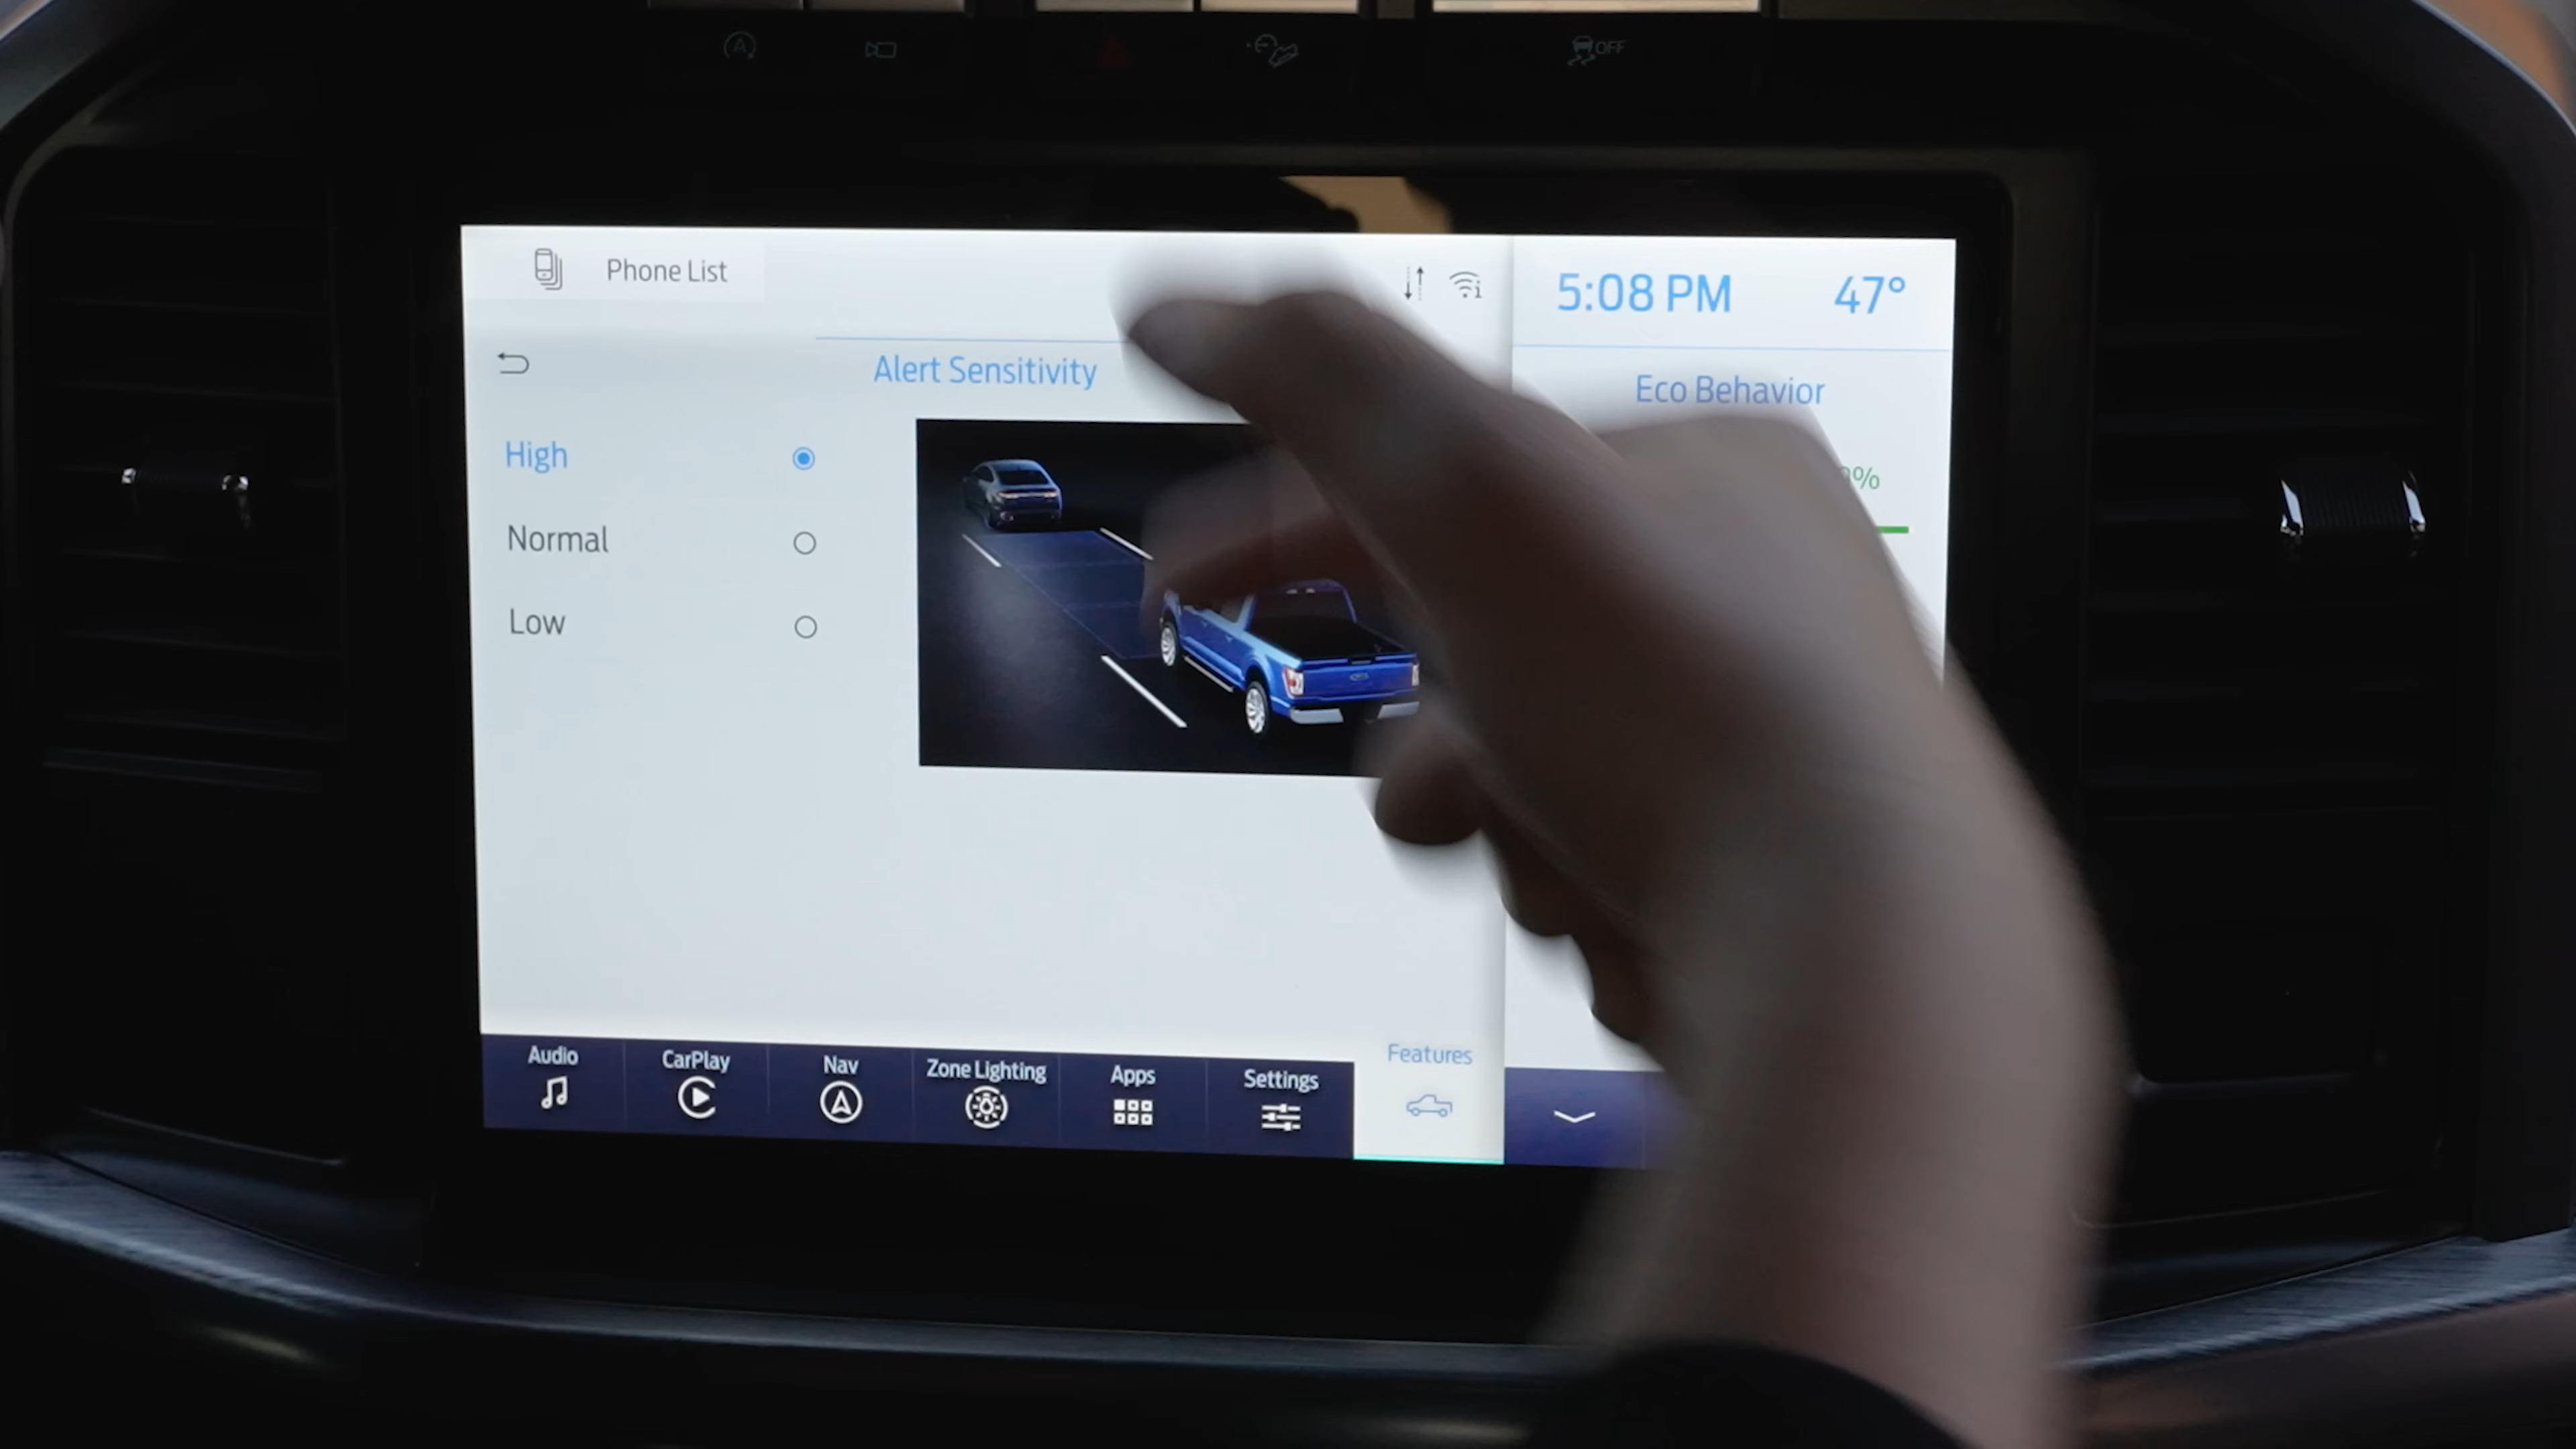 OFF
Phone List
5:08 PM 47°
Alert Sensitivity
Eco Behavior
High
Normal
Low
Audio
CarPlay
Nav
Zone Lighting
Apps
Settings
Features